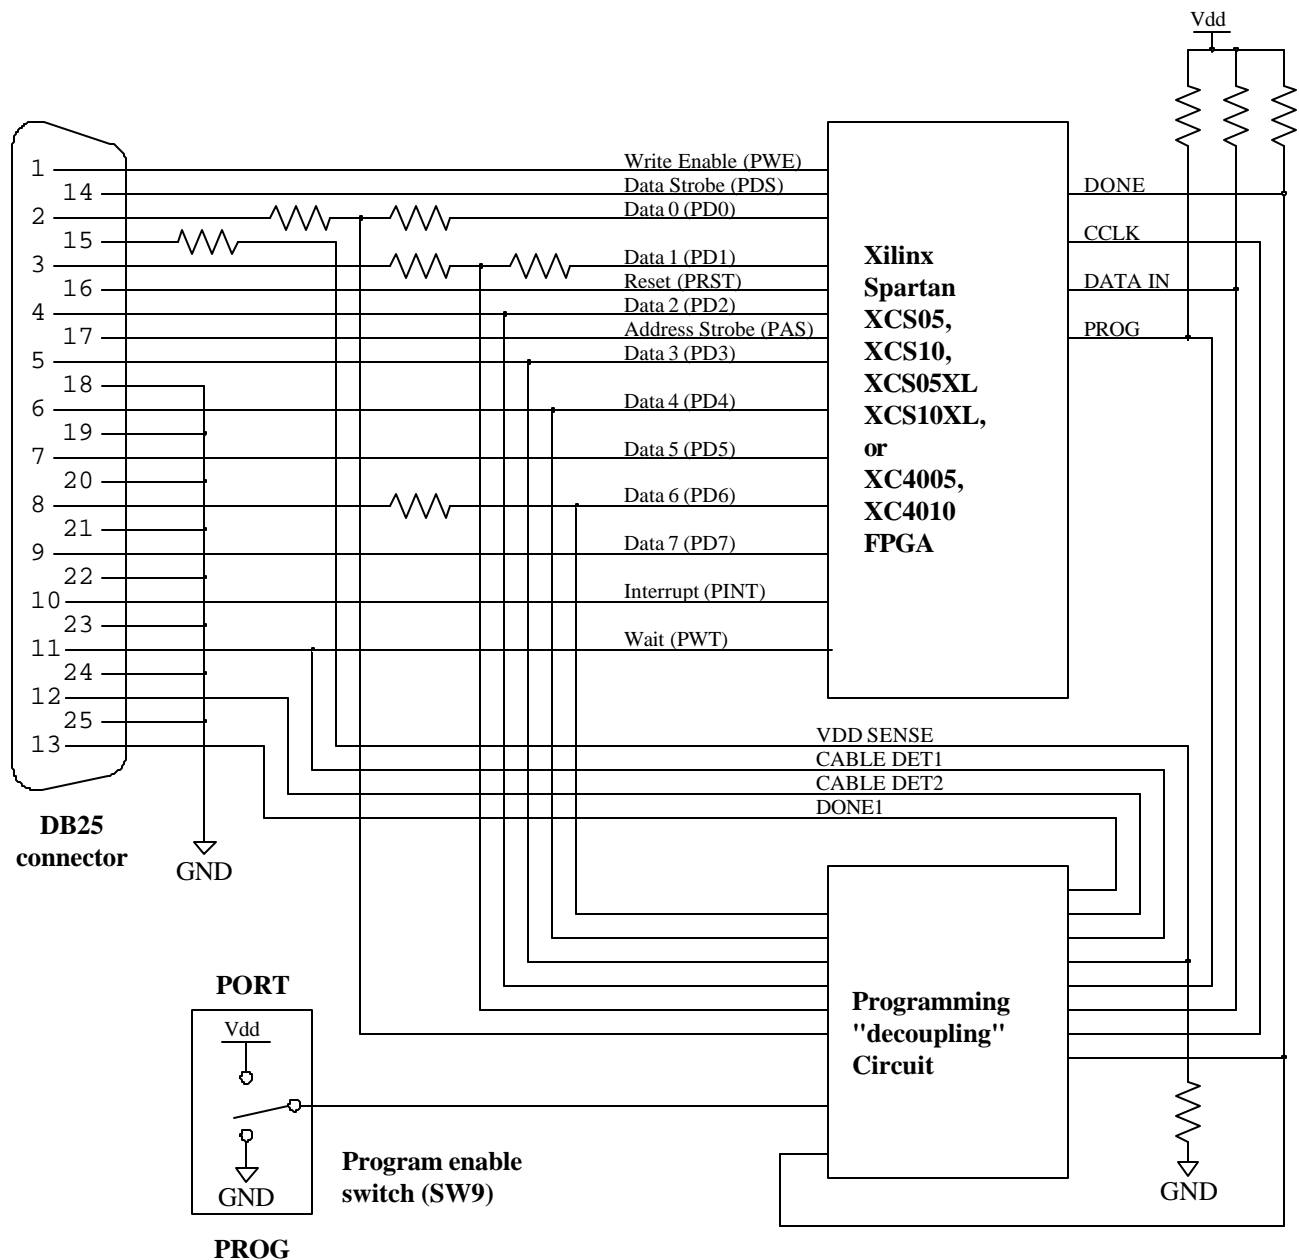 Vdd
1
Write Enable (PWE)
14
Data Strobe (PDS)
DONE
2
Data 0 (PD0)
15
CCLK
3
Data 1 (PD1)
16
Reset (PRST)
DATA IN
4
Data 2 (PD2)
17
Address Strobe (PAS)
PROG
5
Data 3 (PD3)
18
6
Data 4 (PD4)
19
7
Data 5 (PD5)
20
8
Data 6 (PD6)
21
9
Data 7 (PD7)
22
10
Interrupt (PINT)
23
11
Wait (PWT)
24
12
25
13
Xilinx
Spartan
XCS05,
XCS10,
XCS05XL
XCS10XL,
or
XC4005,
XC4010
FPGA
VDD SENSE
CABLE DET1
CABLE DET2
DONE1
DB25
connector
GND
PORT
Vdd
GND
PROG
Program enable
switch (SW9)
Programming
"decoupling"
Circuit
GND